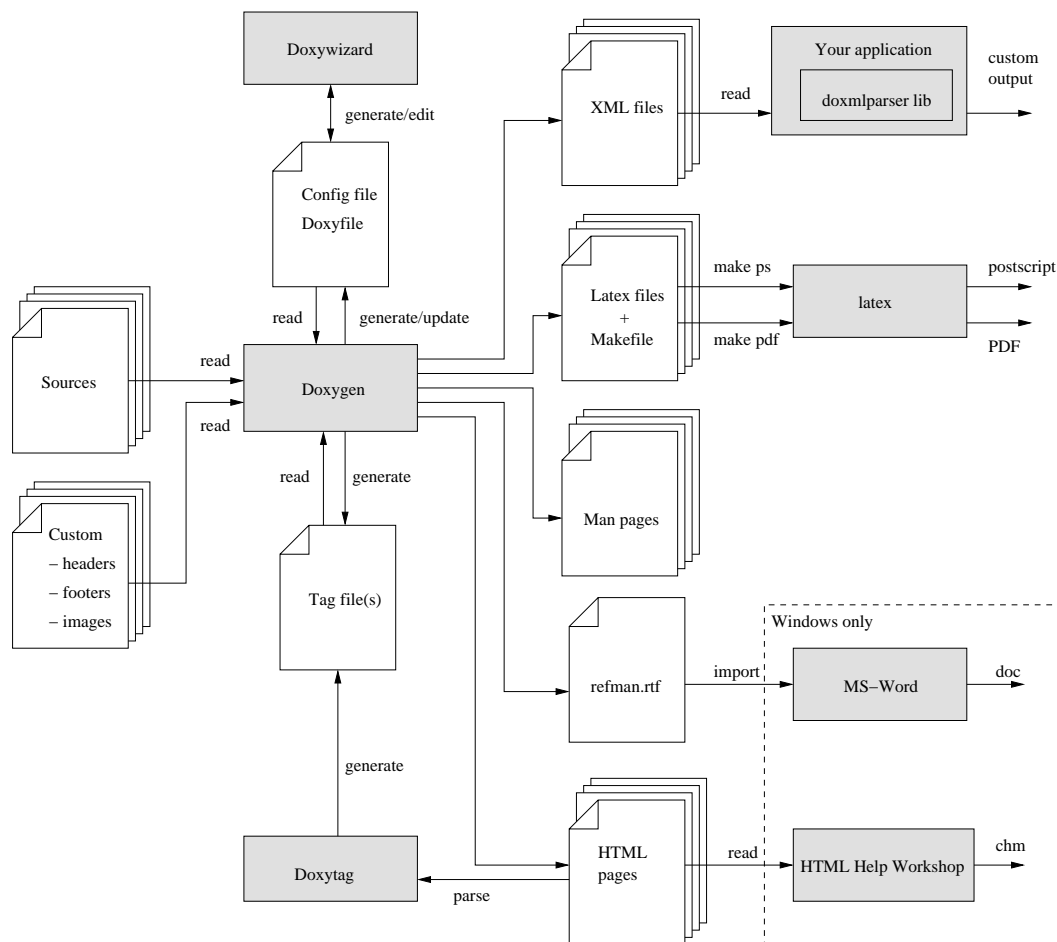 Doxywizard
generate/edit
Config file
Doxyfile
read
generate/update
Sources
read
Doxygen
read
Custom
– headers
– footers
– images
read
generate
Tag file(s)
generate
Doxytag
parse
XML files
read
Your application
doxmlparser lib
custom
output
Latex files
+
Makefile
make ps
make pdf
latex
postscript
PDF
Man pages
refman.rtf
import
Windows only
MS–Word
doc
HTML
pages
read
HTML Help Workshop
chm